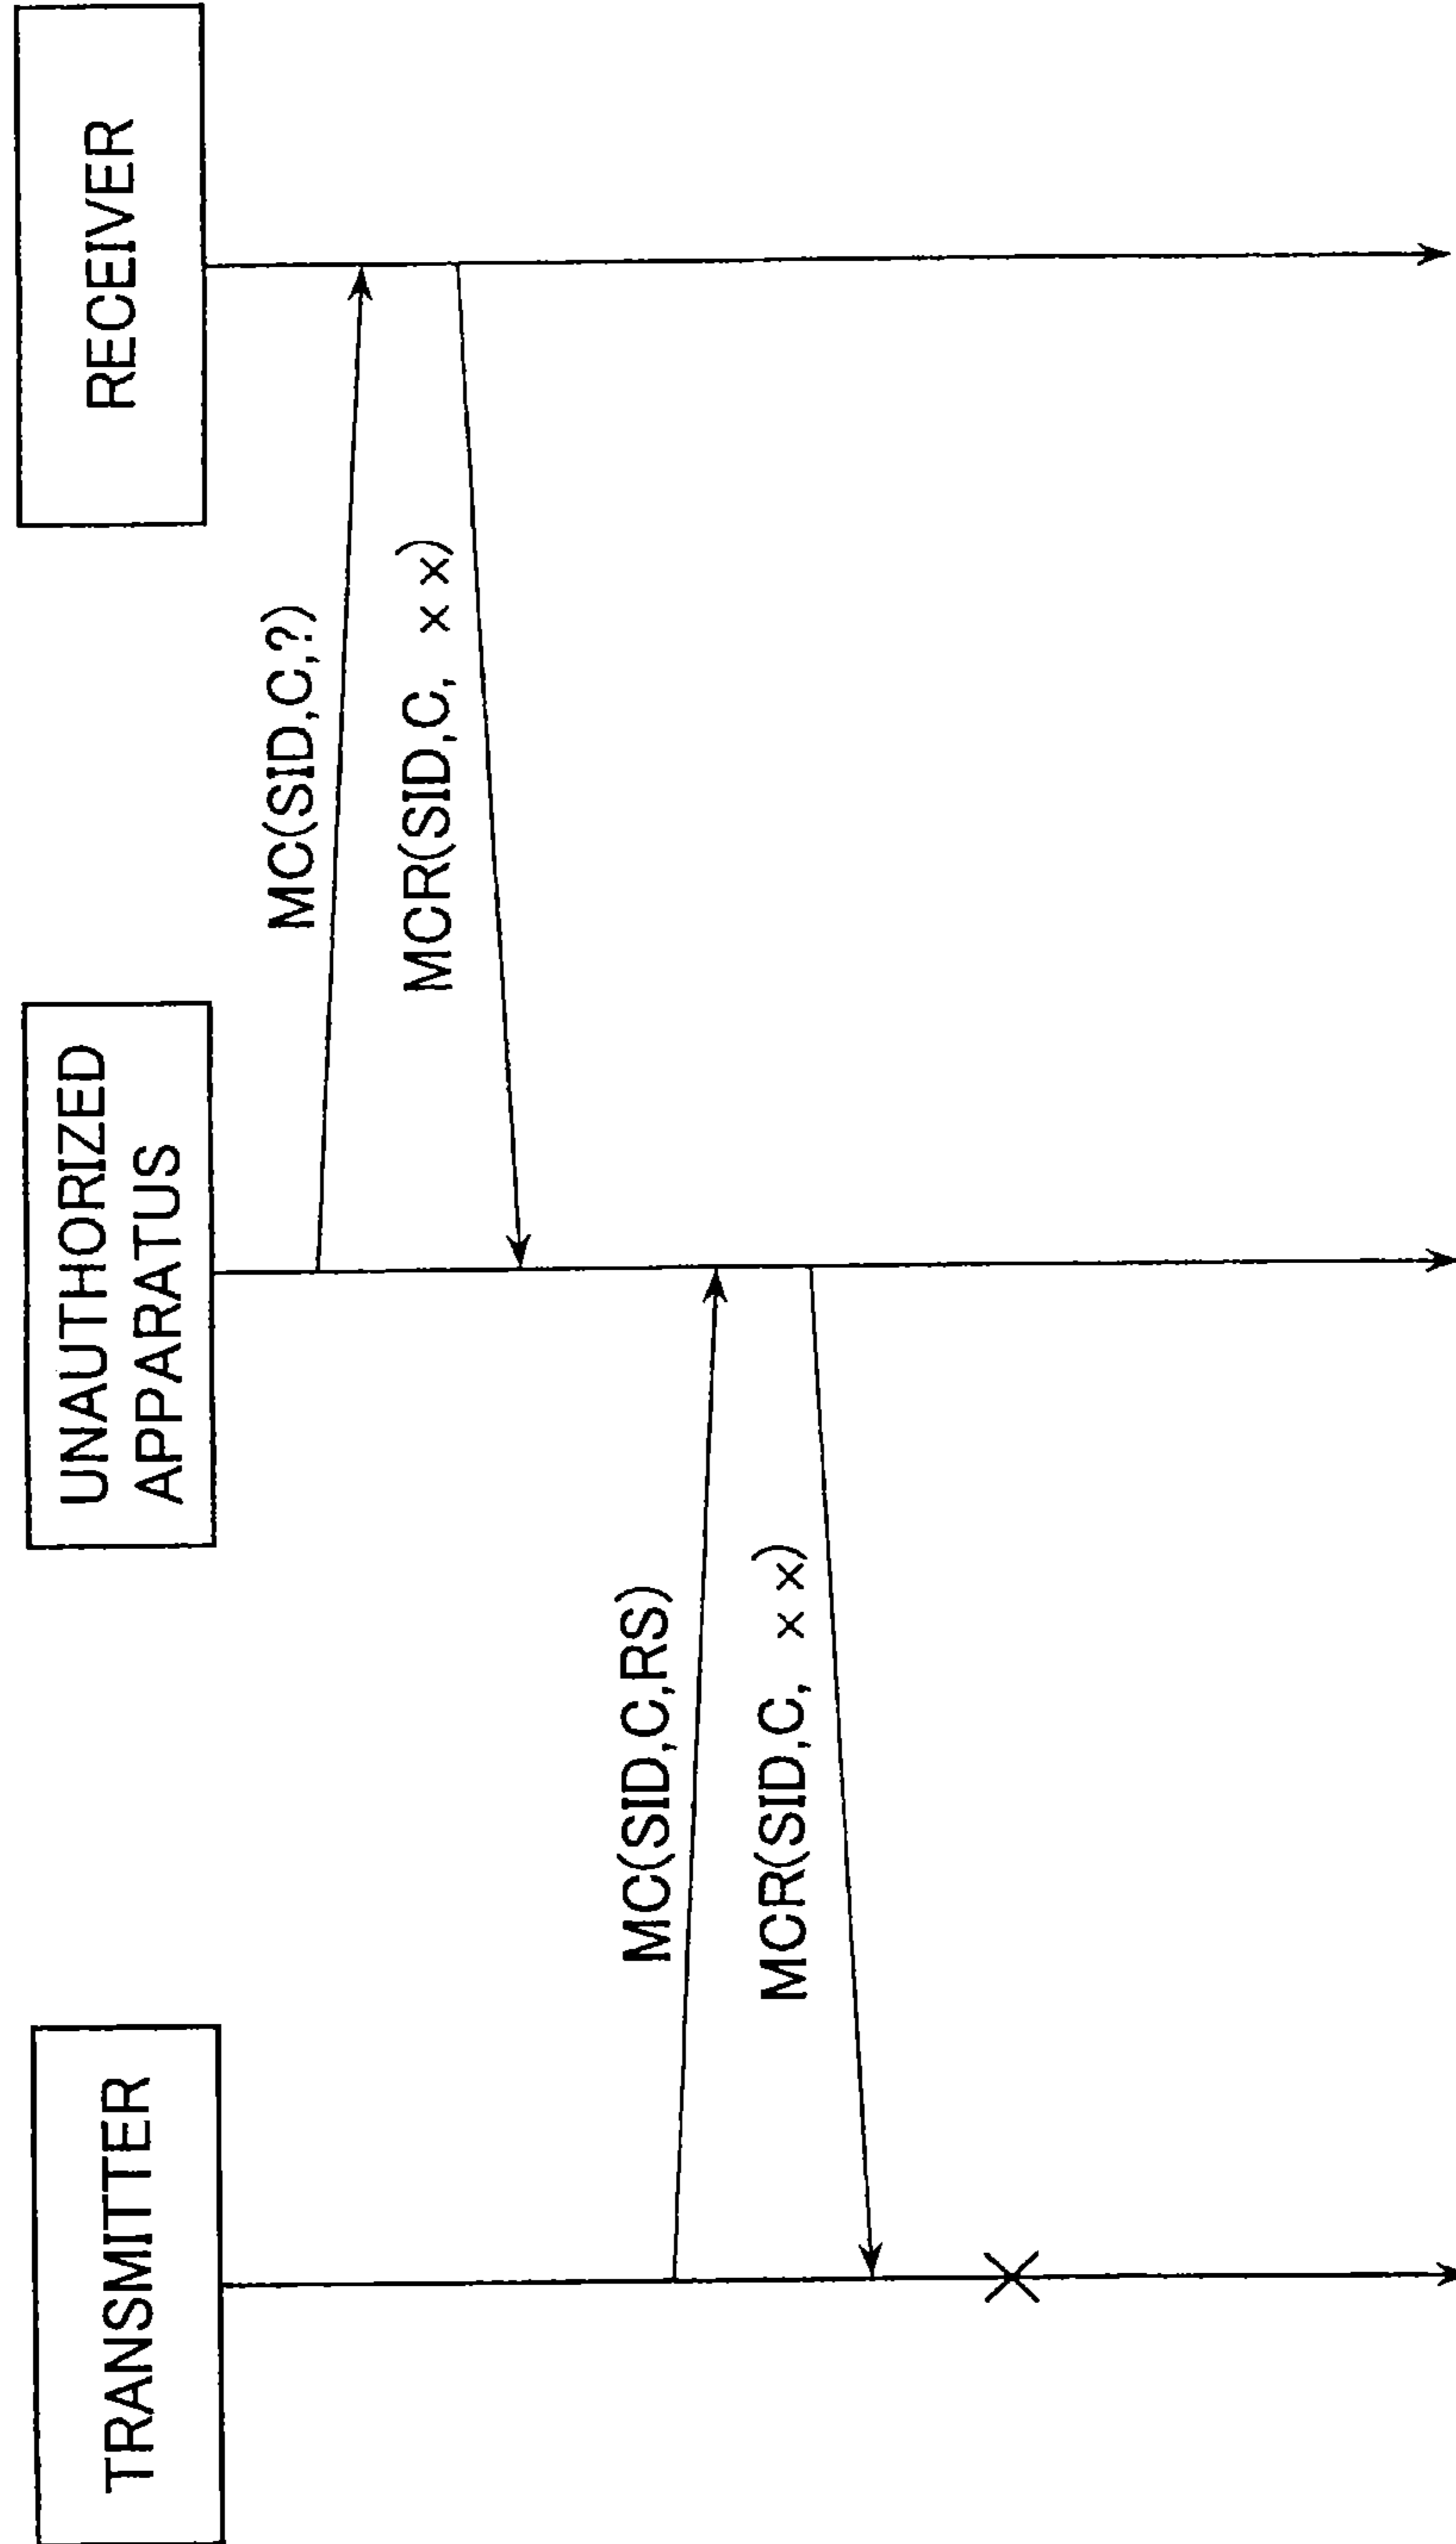 TRANSMITTER
UNAUTHORIZED
APPARATUS
RECEIVER
MC(SID,C,?)
MCR(SID,C, ××)
MC(SID,C,RS)
MCR(SID,C, ××)